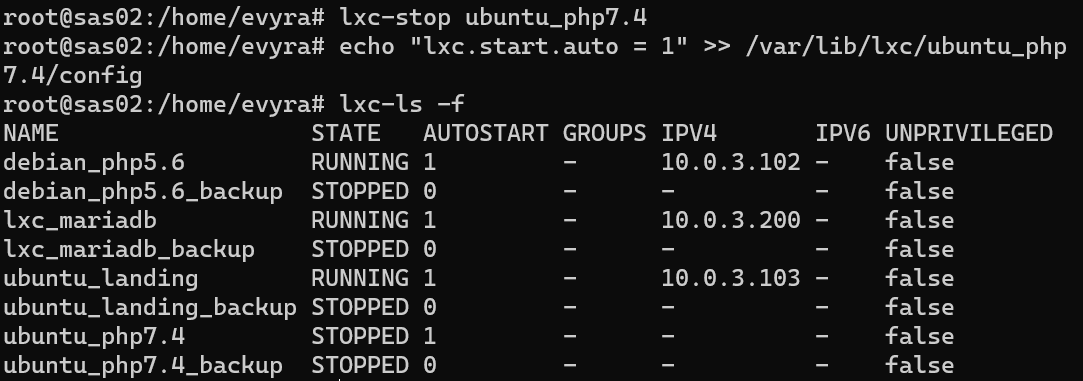 root@sas02:/home/evyra# lxc-stop ubuntu_php7.4
root@sas02:/home/evyra# echo "lxc.start.auto = 1" >> /var/lib/lxc/ubuntu_php
7.4/config
root@sas02:/home/evyra# lxc-ls -f
NAME                 STATE   AUTOSTART GROUPS IPV4       IPV6 UNPRIVILEGED
debian_php5.6        RUNNING 1         -      10.0.3.102 -    false
debian_php5.6_backup STOPPED 0         -      -          -    false
lxc_mariadb          RUNNING 1         -      10.0.3.200 -    false
lxc_mariadb_backup   STOPPED 0         -      -          -    false
ubuntu_landing       RUNNING 1         -      10.0.3.103 -    false
ubuntu_landing_backup STOPPED 0         -      -          -    false
ubuntu_php7.4        STOPPED 1         -      -          -    false
ubuntu_php7.4_backup STOPPED 0         -      -          -    false